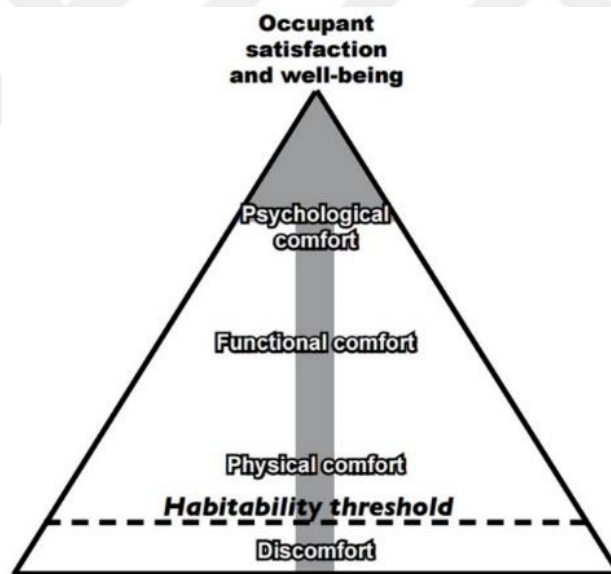 Occupant
satisfaction
and well-being
Psychological
comfort
Functional comfort
Physical comfort
Habitability threshold
Discomfort